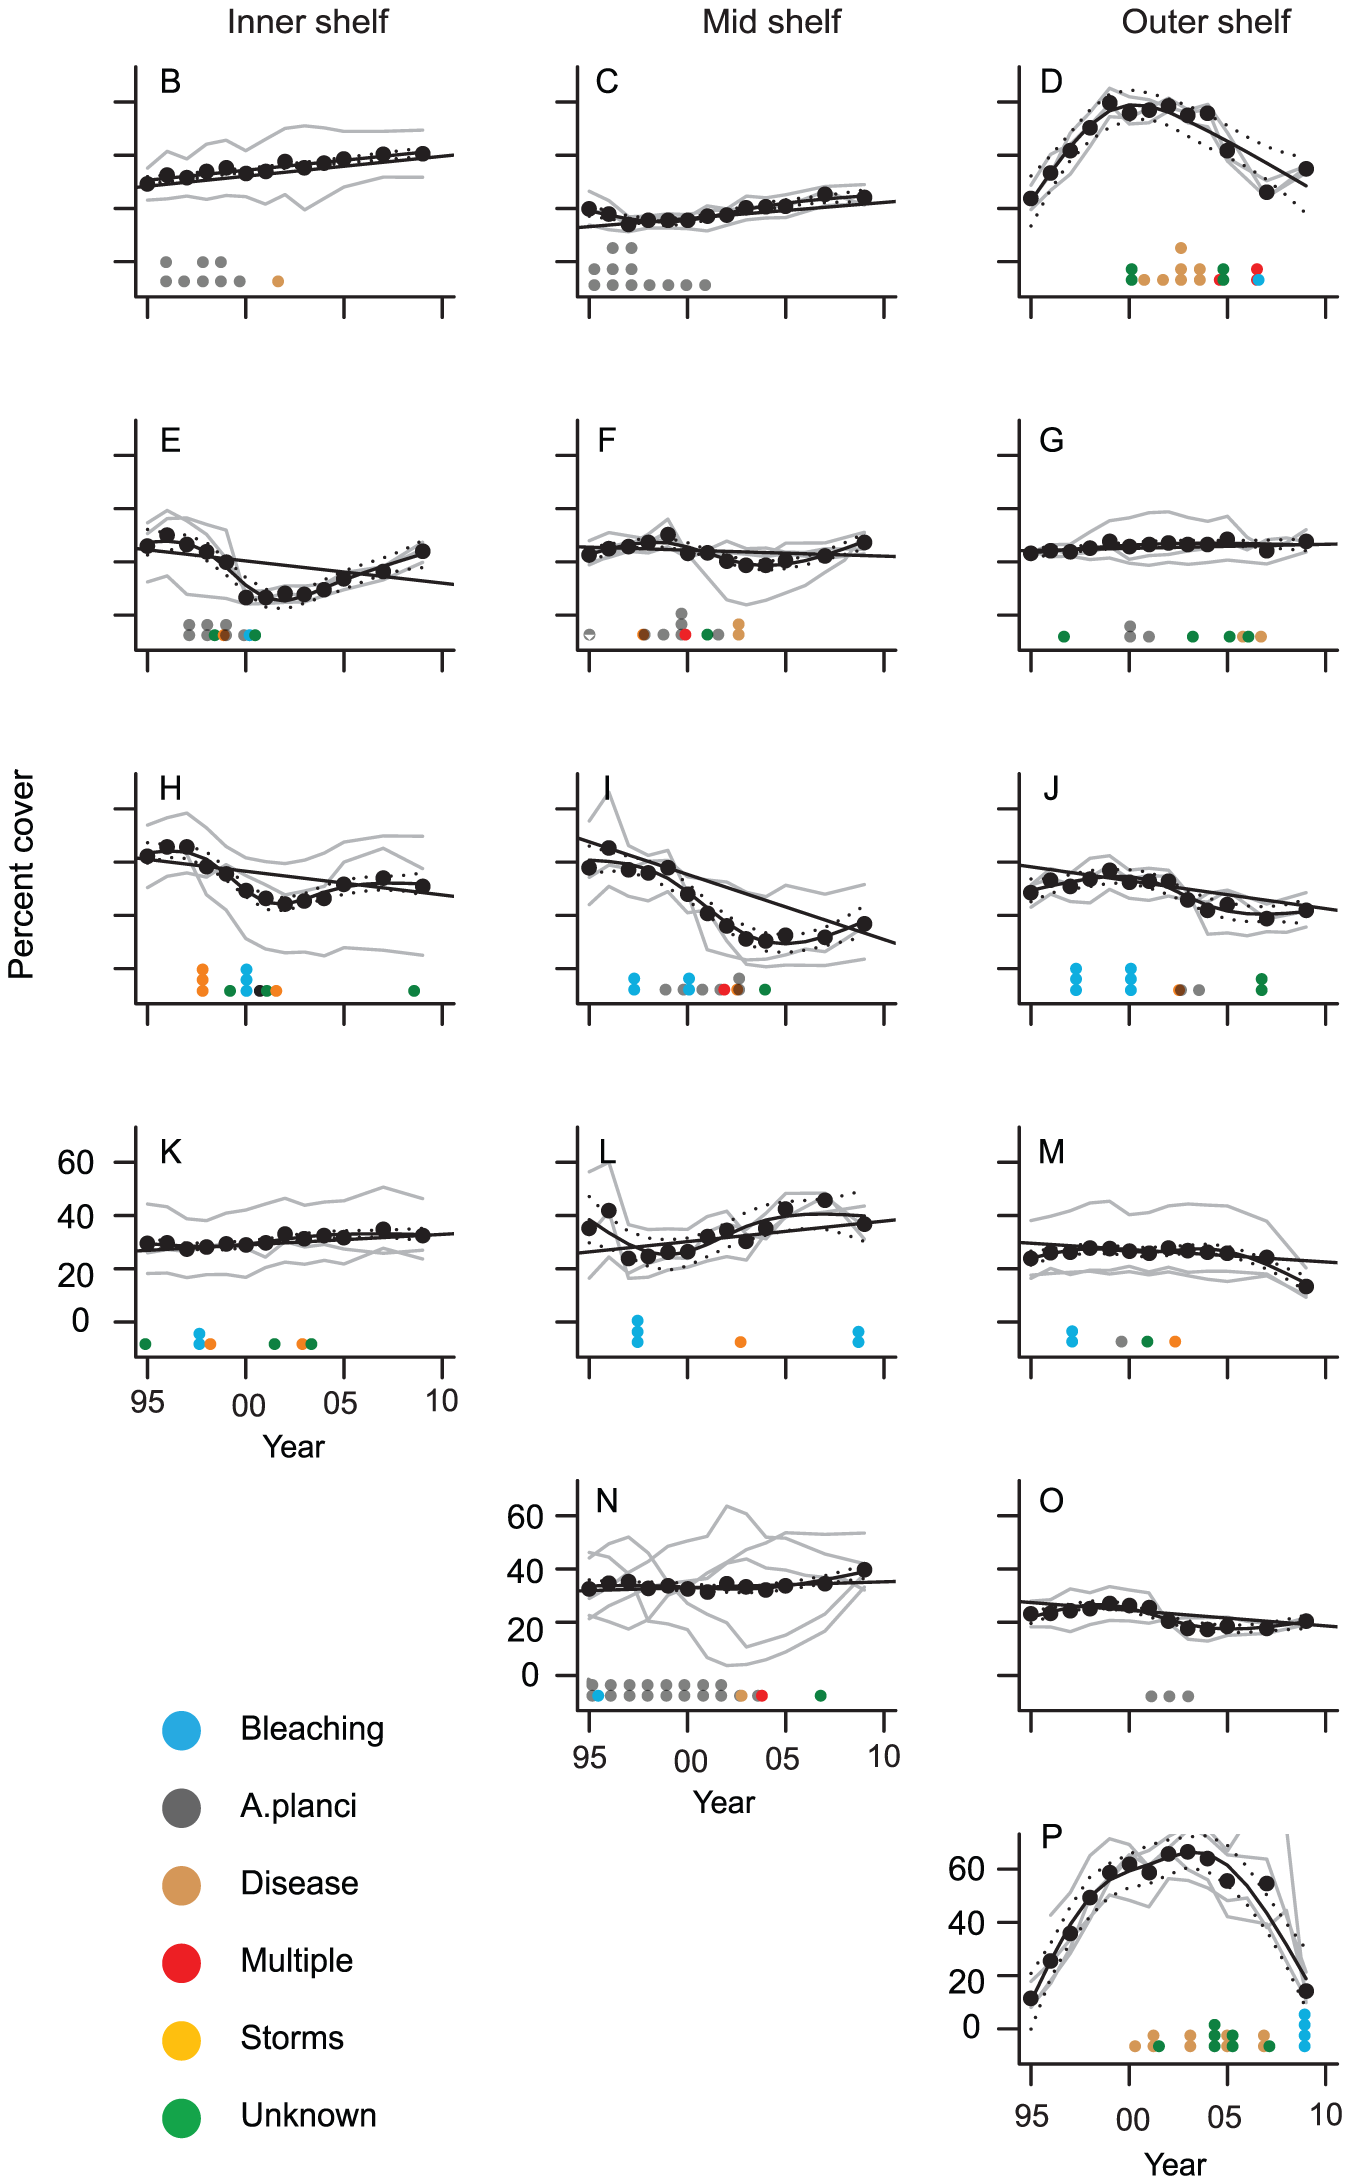 Inner shelf Mid shelf Outer shelf
B C D
E F G
Percent cover
H I J
K L M
60
40
20
0
95 00 05 10
Year
N O
60
40
20
0
95 00 05 10
Year
Bleaching
A.planci
Disease
Multiple
Storms
Unknown
P
60
40
20
0
95 00 05 10
Year